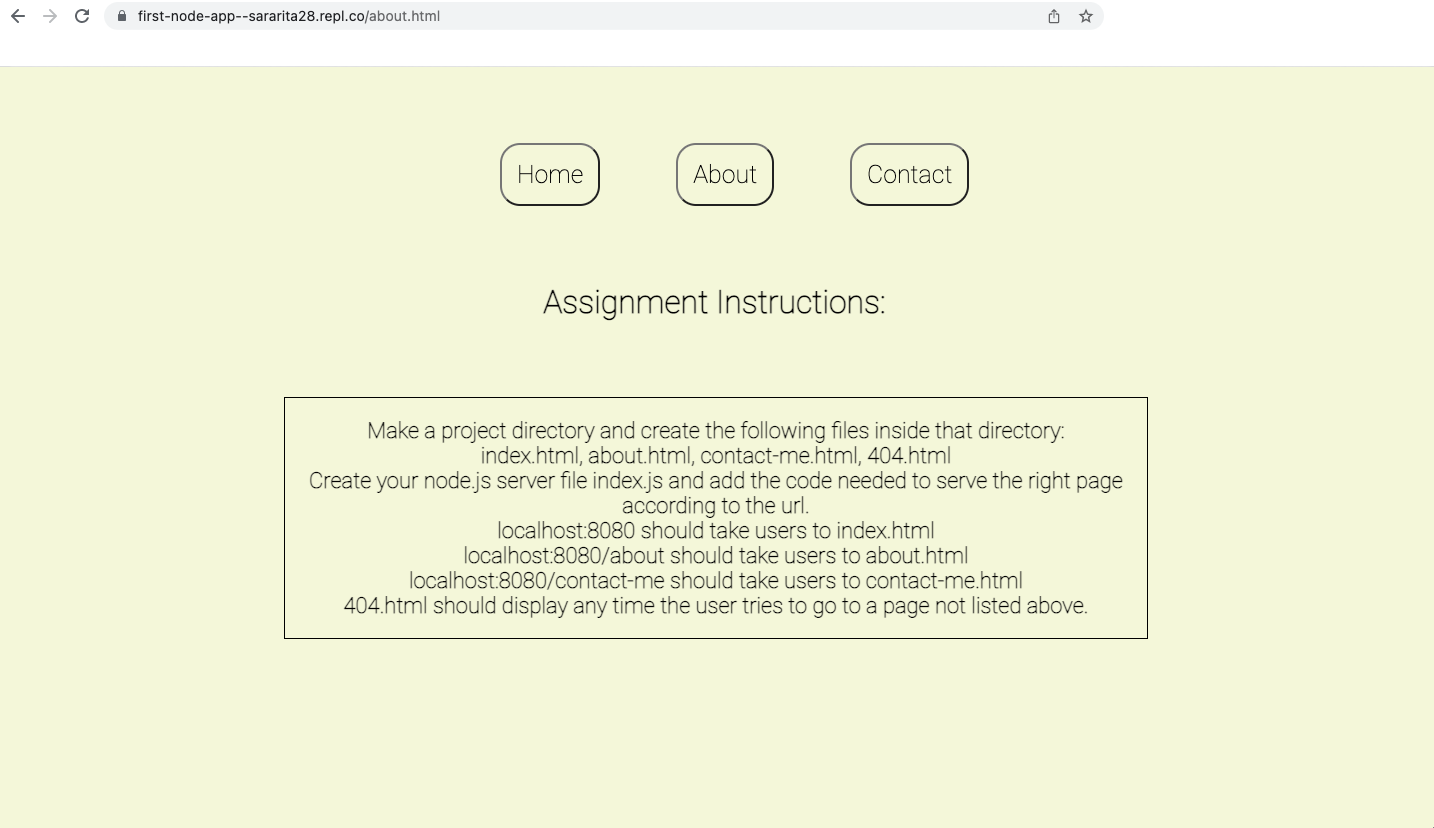 first-node-app--sararita28.repl.co/about.html
Home About Contact
Assignment Instructions:
Make a project directory and create the following files inside that directory:
index.html, about.html, contact-me.html, 404.html
Create your node.js server file index.js and add the code needed to serve the right page
according to the url.
localhost:8080 should take users to index.html
localhost:8080/about should take users to about.html
localhost:8080/contact-me should take users to contact-me.html
404.html should display any time the user tries to go to a page not listed above.